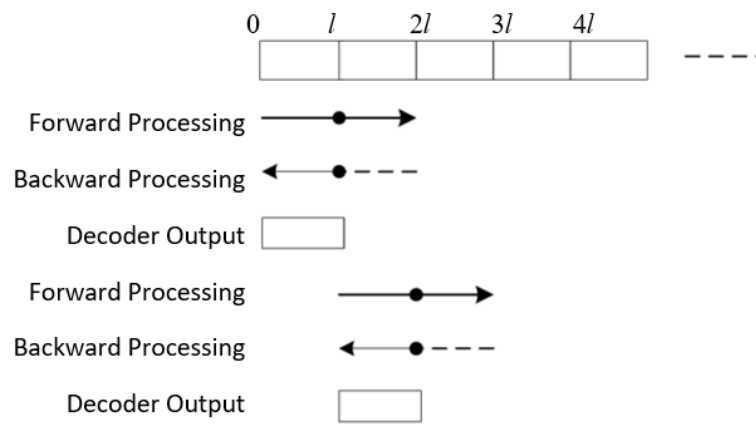 0 l 2l 3l 4l
Forward Processing
Backward Processing
Decoder Output
Forward Processing
Backward Processing
Decoder Output